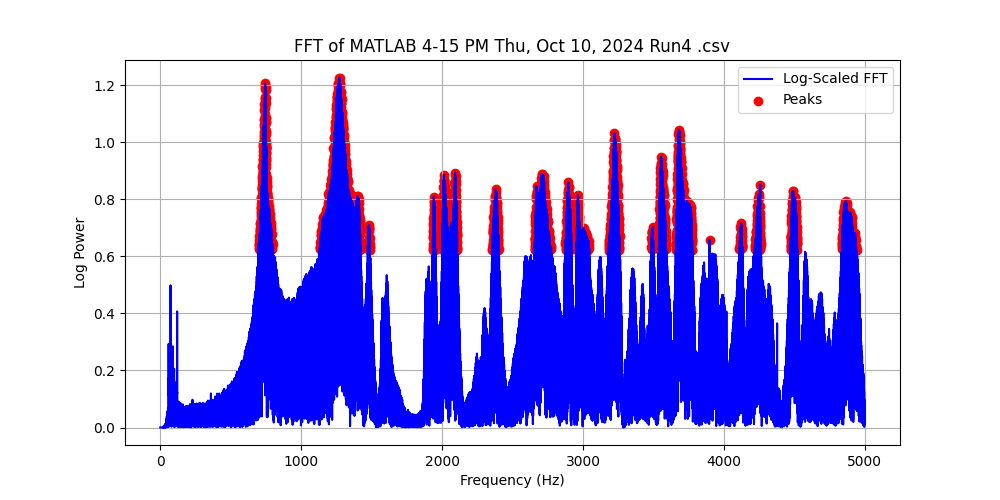 FFT of MATLAB 4-15 PM Thu, Oct 10, 2024 Run4 .csv
Log-Scaled FFT
Peaks
Log Power
1.2
1.0
0.8
0.6
0.4
0.2
0.0
0 1000 2000 3000 4000 5000
Frequency (Hz)